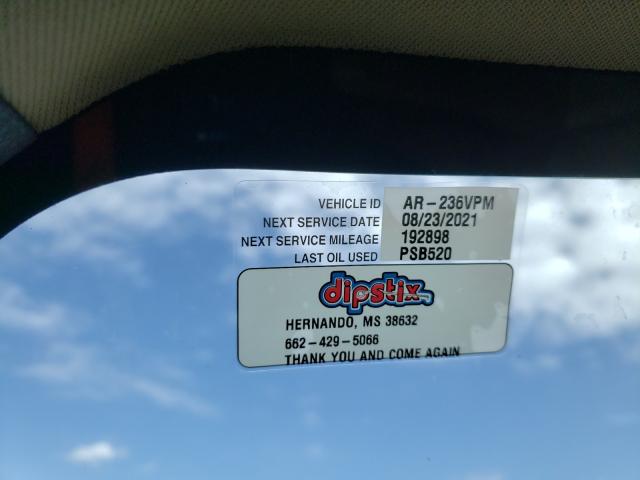 VEHICLE ID AR-236VPM
NEXT SERVICE DATE 08/23/2021
NEXT SERVICE MILEAGE 192898
LAST OIL USED PSB520
dipstix
HERNANDO, MS 38632
662-429-5066
THANK YOU AND COME AGAIN